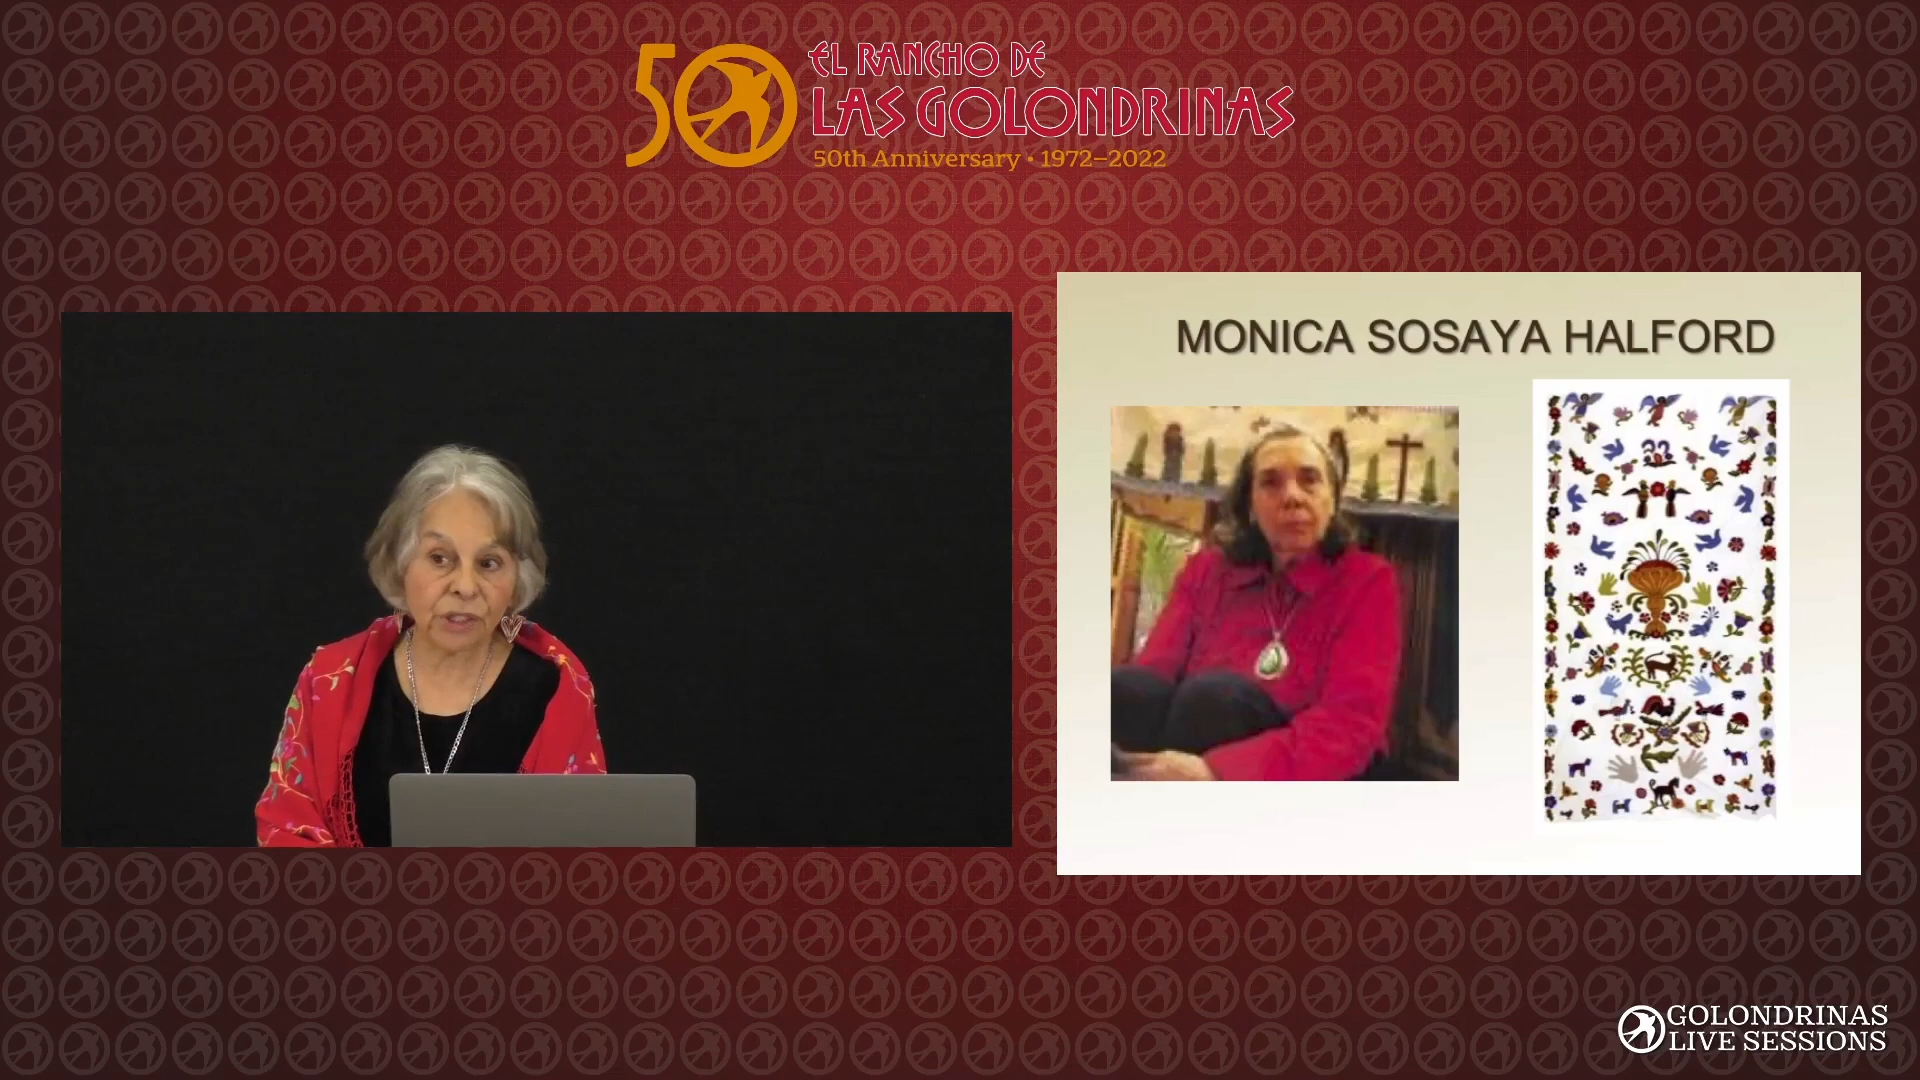 50
EL RANCHO DE
LAS GOLONDRINAS
50th Anniversary • 1972–2022
MONICA SOSAYA HALFORD
GOLONDRINAS
LIVE SESSIONS